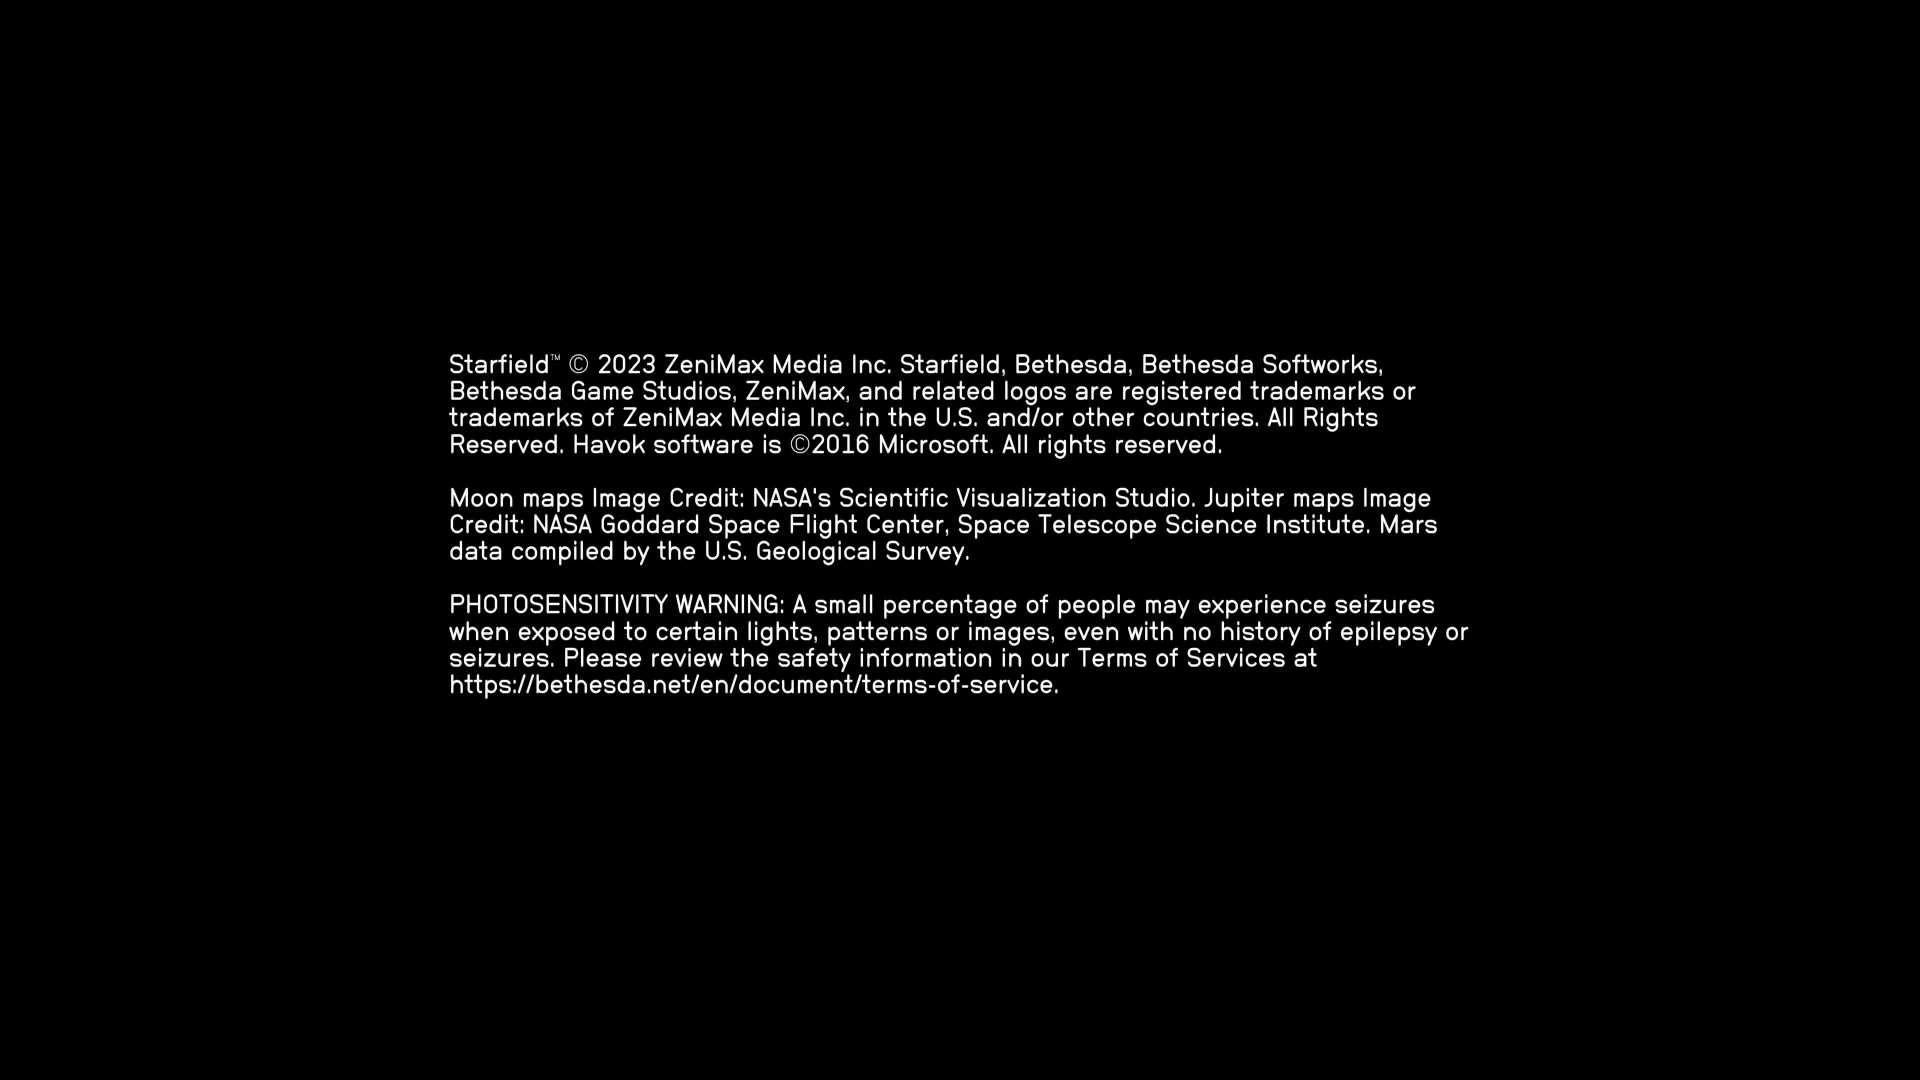 Starfield™ © 2023 ZeniMax Media Inc. Starfield, Bethesda, Bethesda Softworks,
Bethesda Game Studios, ZeniMax, and related logos are registered trademarks or
trademarks of ZeniMax Media Inc. in the U.S. and/or other countries. All Rights
Reserved. Havok software is ©2016 Microsoft. All rights reserved.
Moon maps Image Credit: NASA's Scientific Visualization Studio. Jupiter maps Image
Credit: NASA Goddard Space Flight Center, Space Telescope Science Institute. Mars
data compiled by the U.S. Geological Survey.
PHOTOSENSITIVITY WARNING: A small percentage of people may experience seizures
when exposed to certain lights, patterns or images, even with no history of epilepsy or
seizures. Please review the safety information in our Terms of Services at
https://bethesda.net/en/document/terms-of-service.